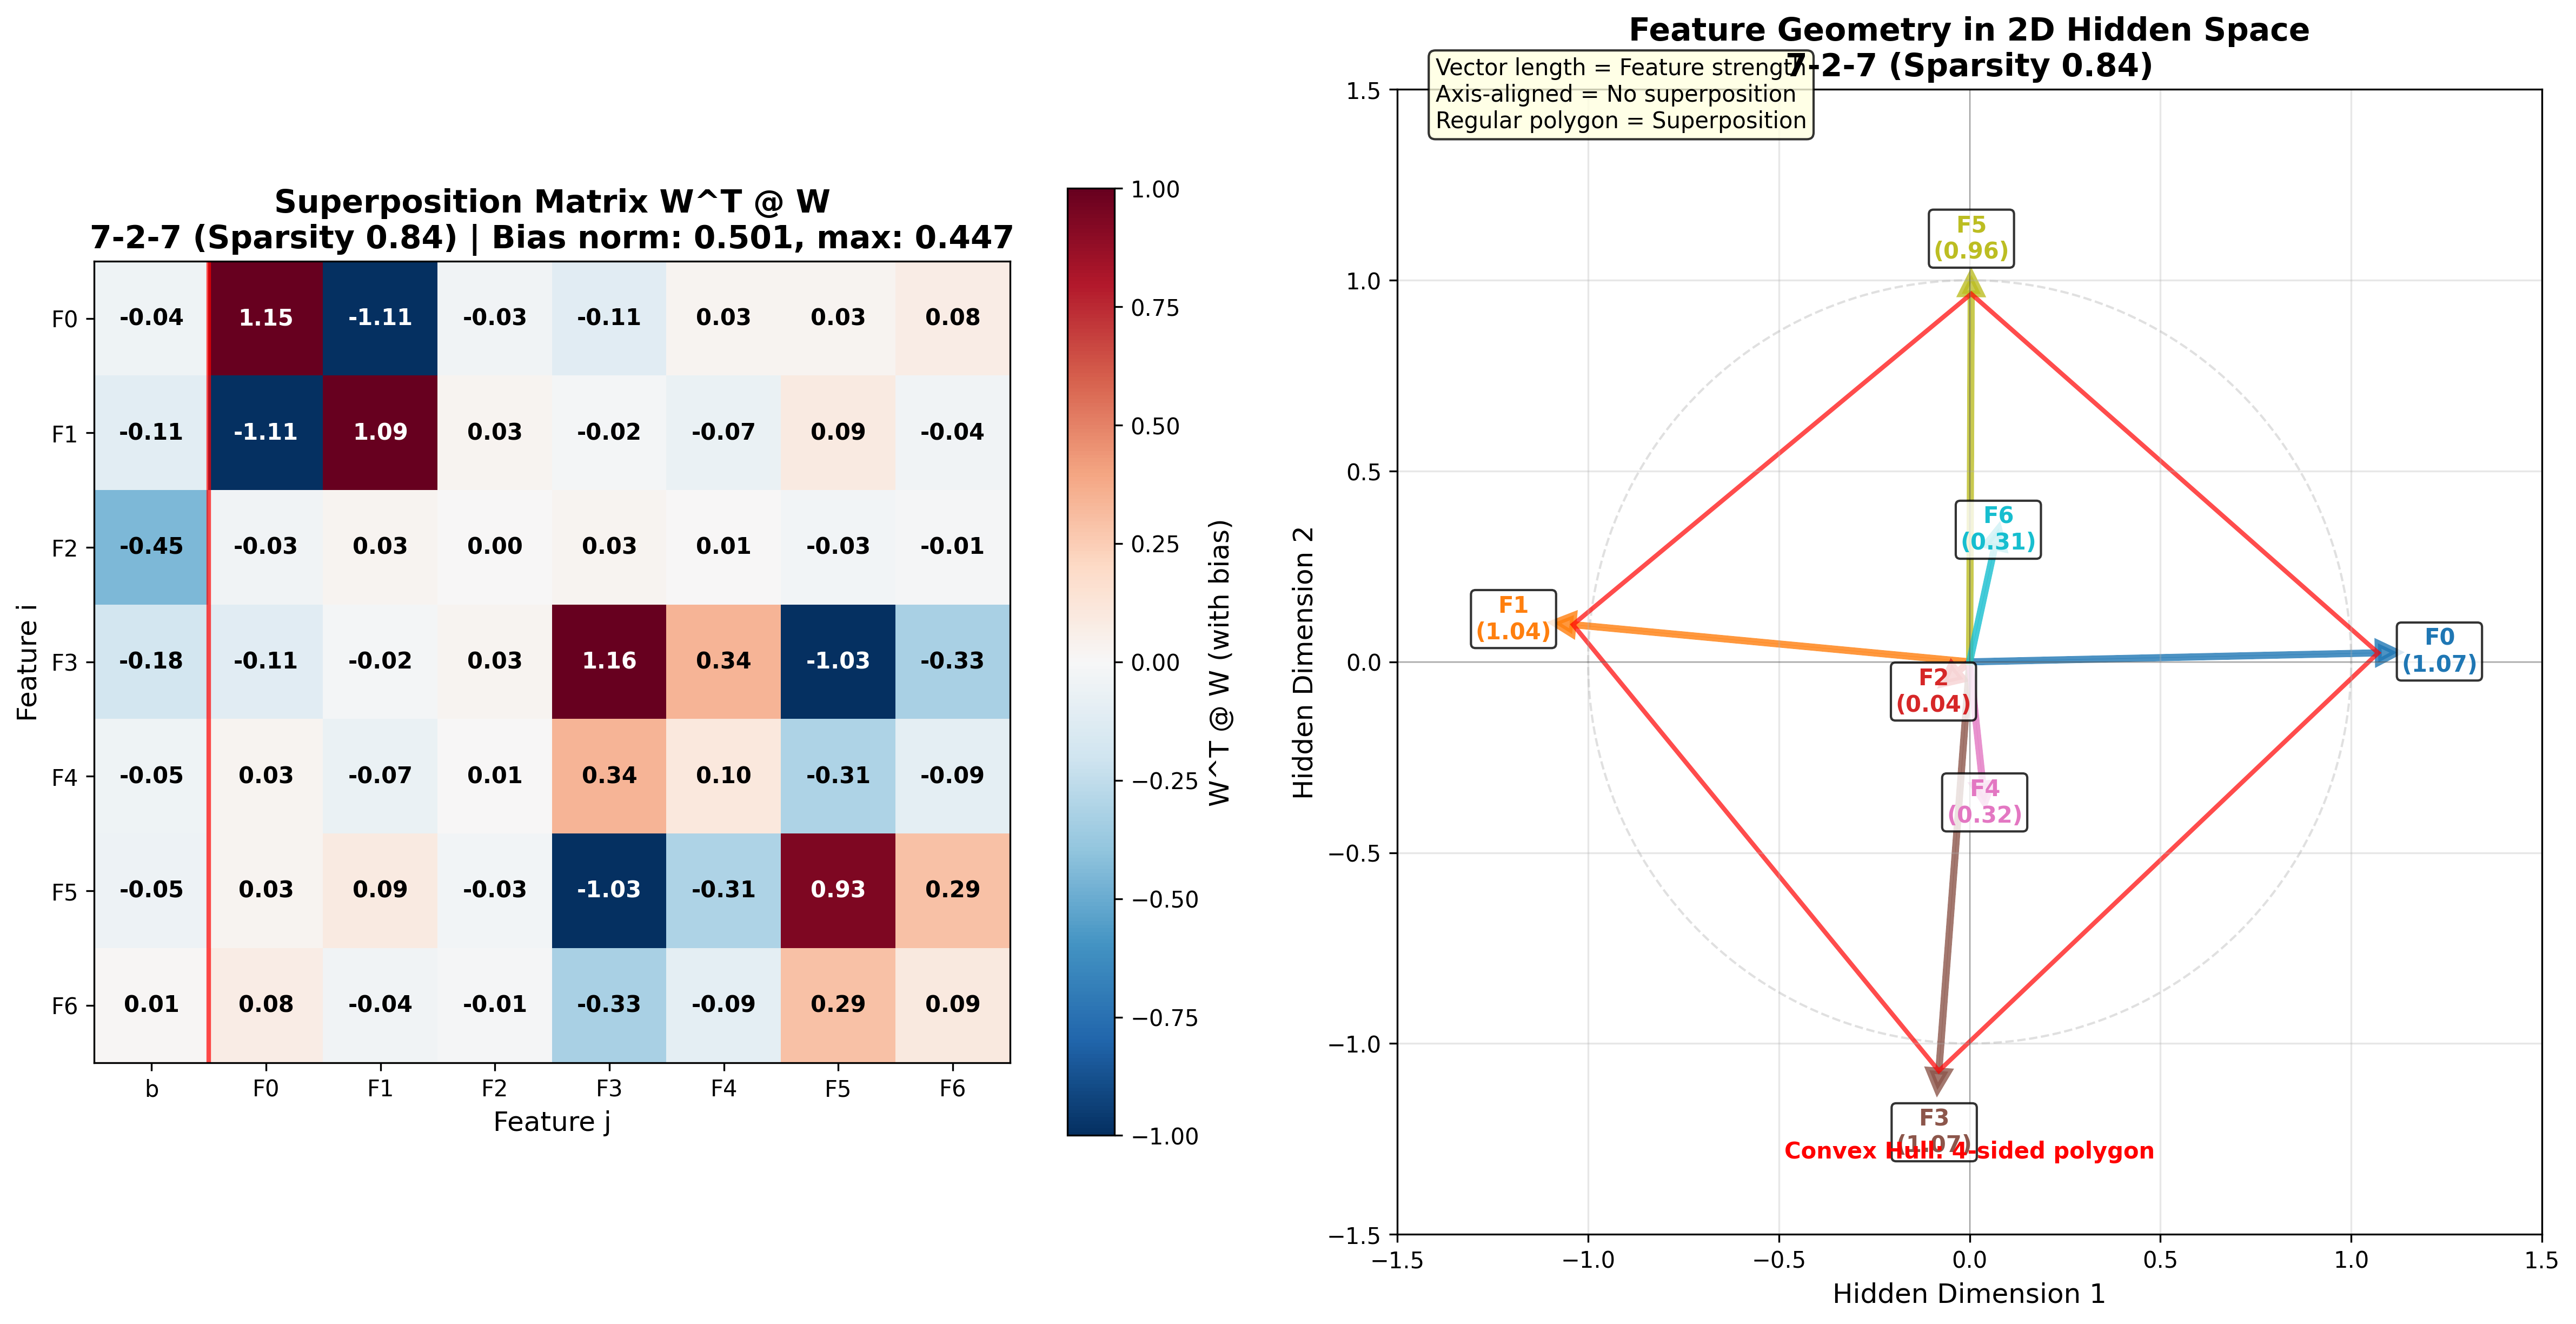 Superposition Matrix W^T @ W
7-2-7 (Sparsity 0.84) | Bias norm: 0.501, max: 0.447
Feature i
F0 -0.04 1.15 -1.11 -0.03 -0.11 0.03 0.03 0.08
F1 -0.11 -1.11 1.09 0.03 -0.02 -0.07 0.09 -0.04
F2 -0.45 -0.03 0.03 0.00 0.03 0.01 -0.03 -0.01
F3 -0.18 -0.11 -0.02 0.03 1.16 0.34 -1.03 -0.33
F4 -0.05 0.03 -0.07 0.01 0.34 0.10 -0.31 -0.09
F5 -0.05 0.03 0.09 -0.03 -1.03 -0.31 0.93 0.29
F6 0.01 0.08 -0.04 -0.01 -0.33 -0.09 0.29 0.09
b F0 F1 F2 F3 F4 F5 F6
Feature j
1.00
0.75
0.50
0.25
0.00
−0.25
−0.50
−0.75
−1.00
W^T @ W (with bias)
Feature Geometry in 2D Hidden Space
7-2-7 (Sparsity 0.84)
Vector length = Feature strength
Axis-aligned = No superposition
Regular polygon = Superposition
Hidden Dimension 2
1.5
1.0
0.5
0.0
−0.5
−1.0
−1.5
F5
(0.96)
F6
(0.31)
F1
(1.04)
F0
(1.07)
F2
(0.04)
F4
(0.32)
F3
(1.07)
Convex Hull: 4-sided polygon
−1.5 −1.0 −0.5 0.0 0.5 1.0 1.5
Hidden Dimension 1